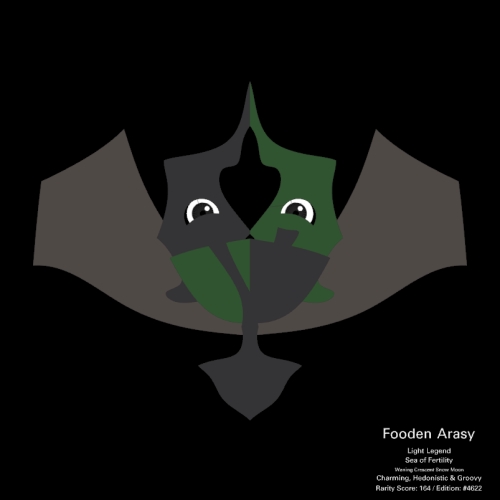 Fooden Arasy
Light Legend
Sea of Fertility
Waning Crescent Snow Moon
Charming, Hedonistic & Groovy
Rarity Score: 164 / Edition: #4622